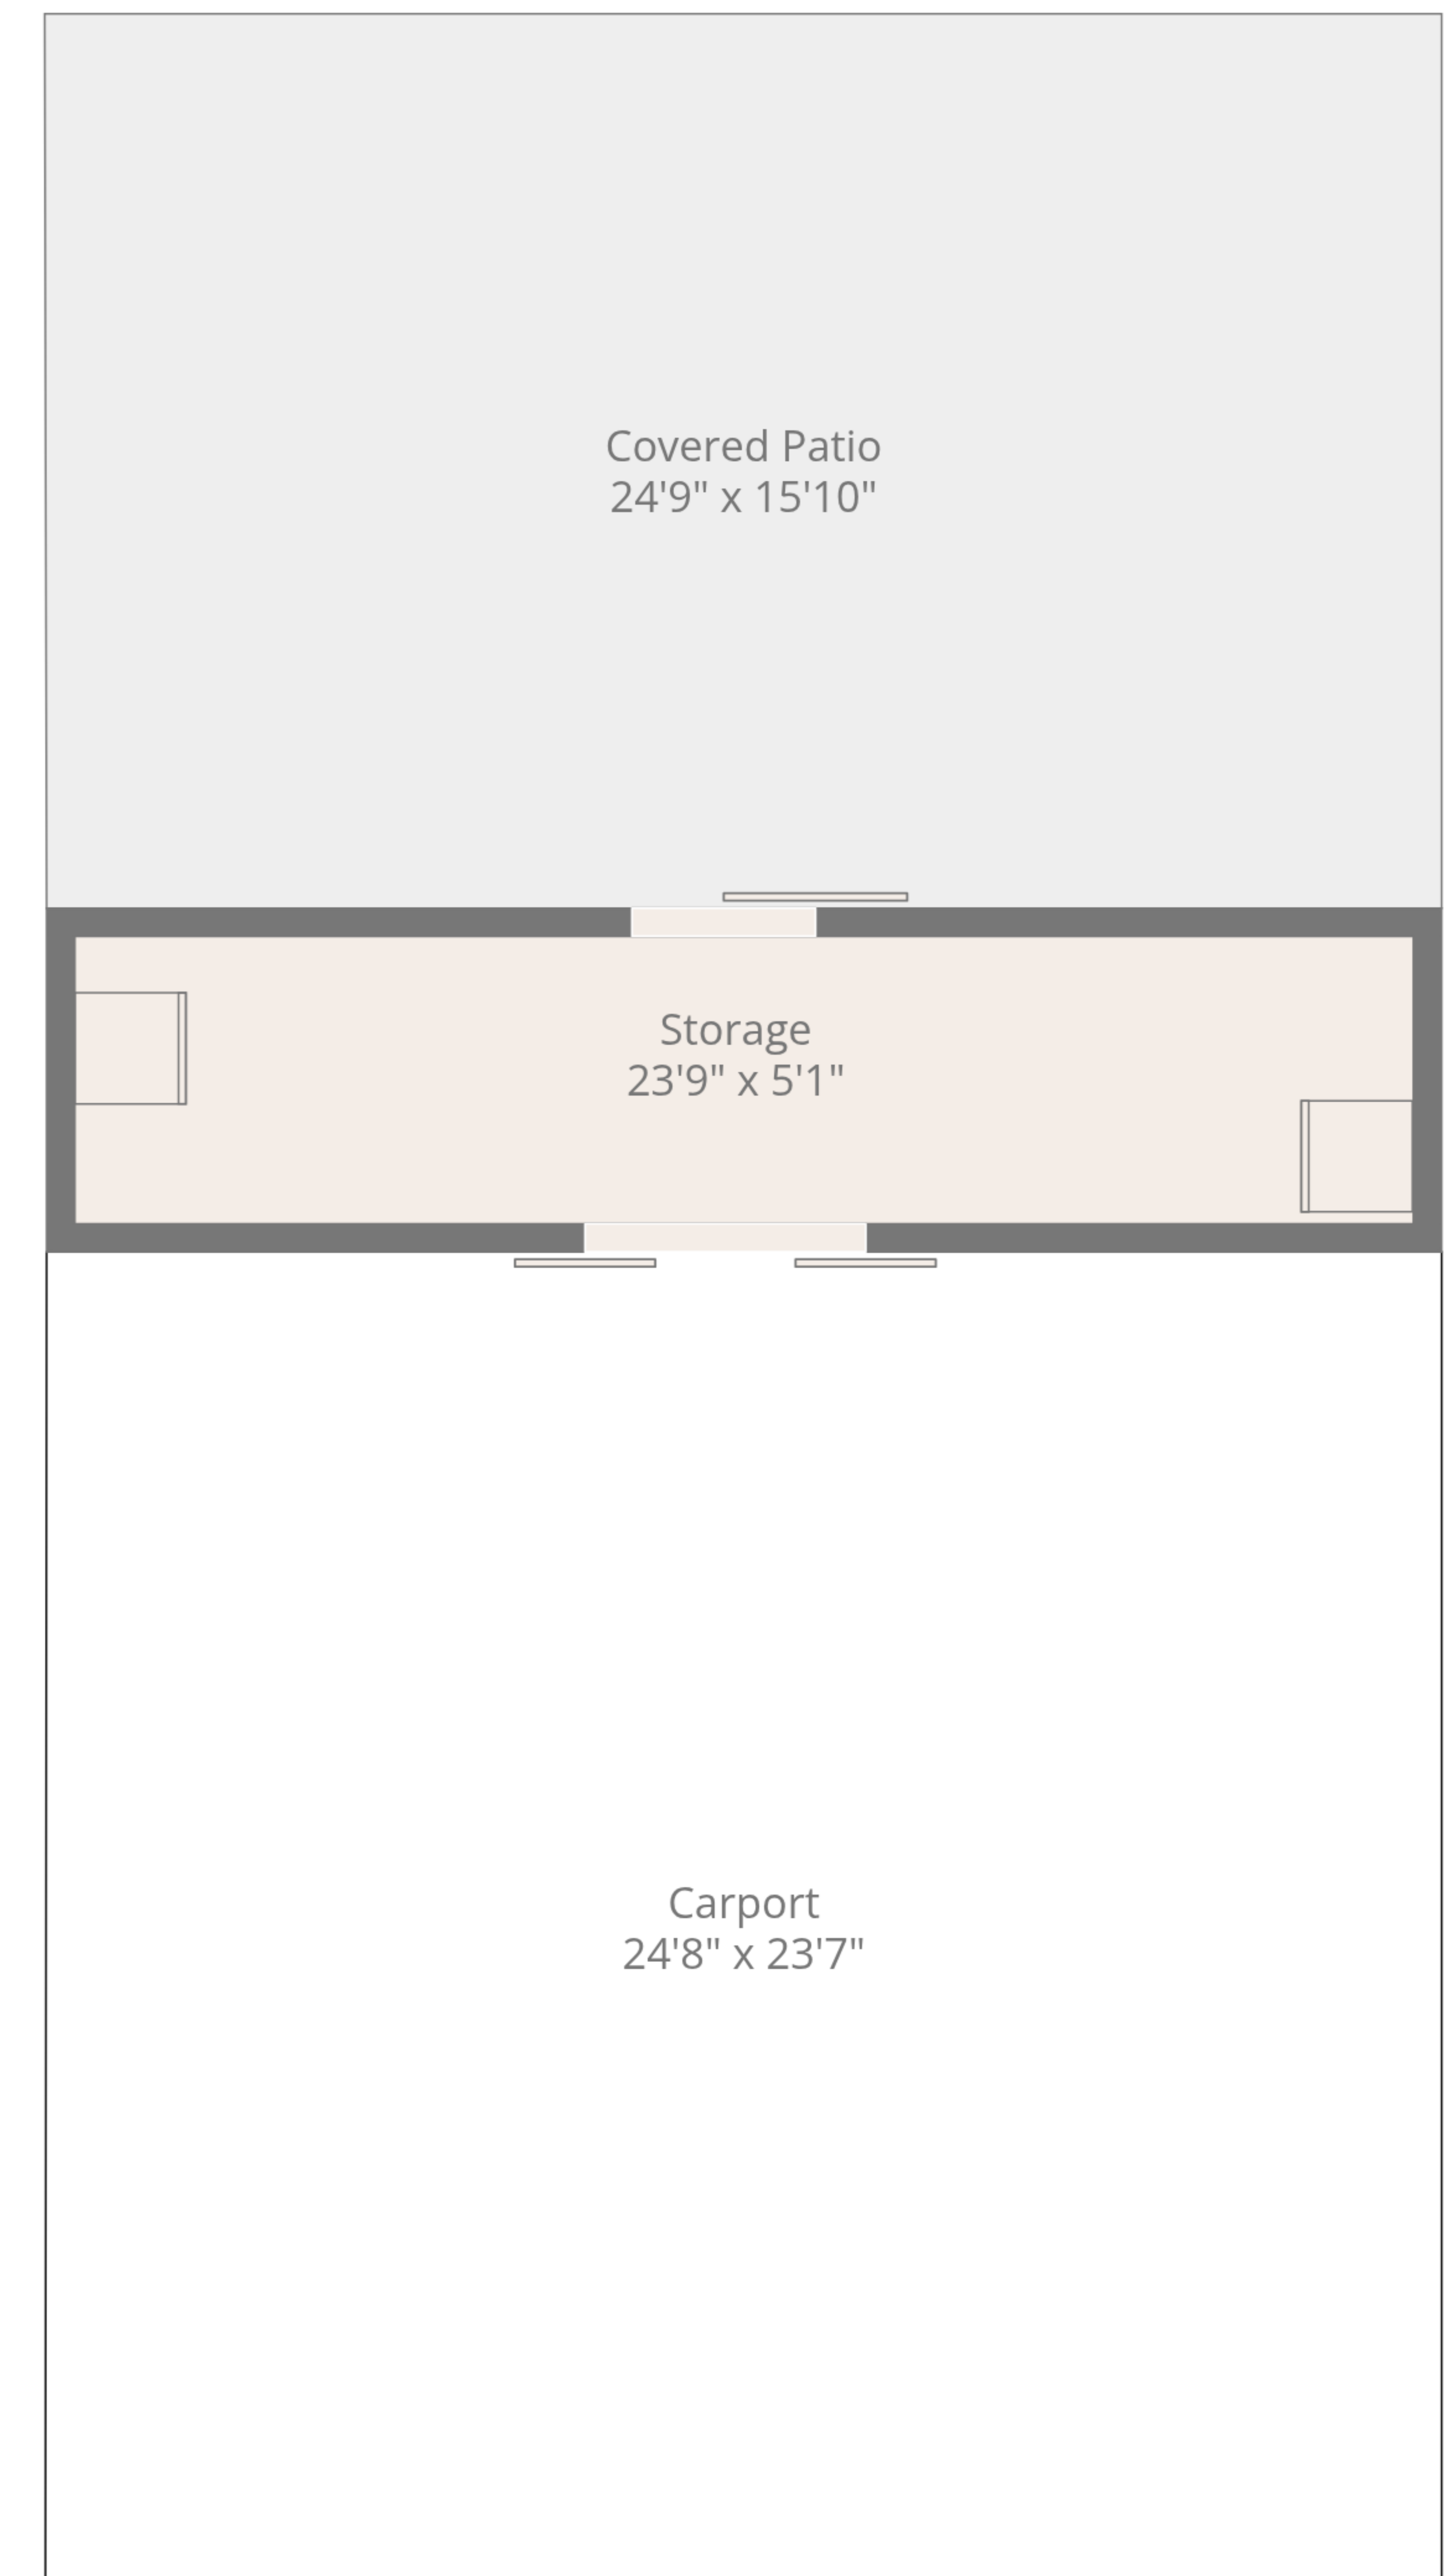 Covered Patio
24'9" x 15'10"
Storage
23'9" x 5'1"
Carport
24'8" x 23'7"